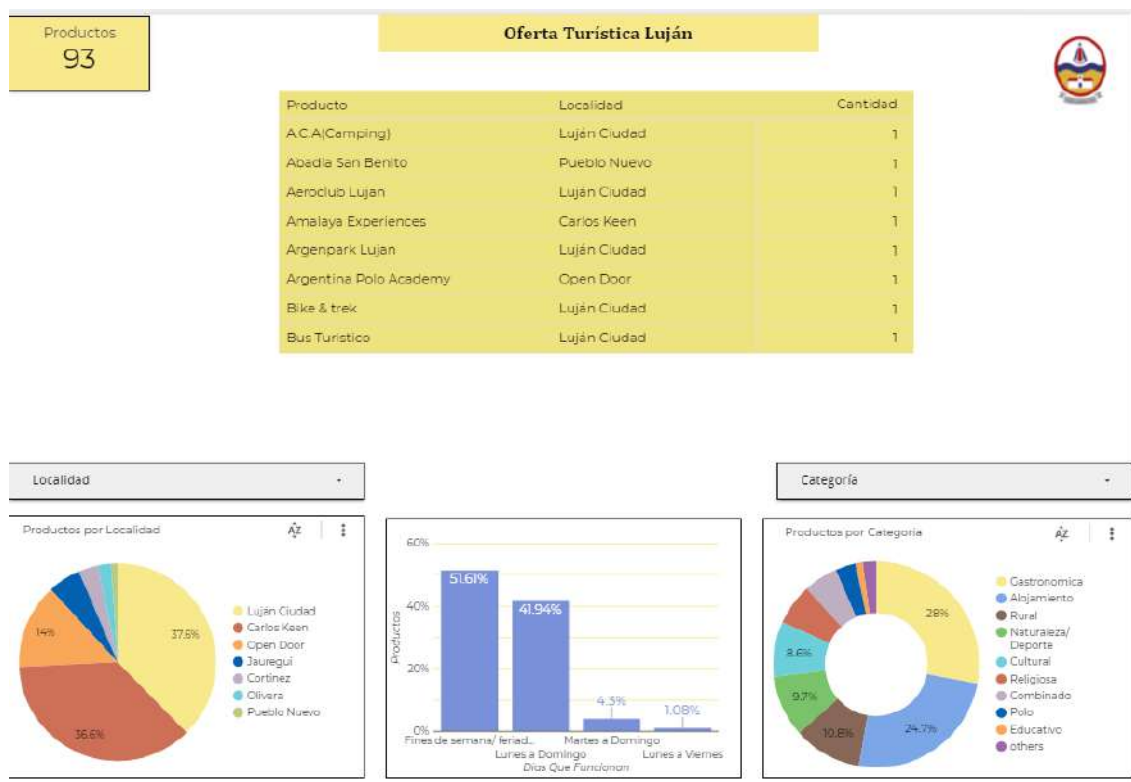 Productos
93
Oferta Turística Luján
Producto Localidad Cantidad
A.C.A(Camping) Luján Ciudad 1
Abadía San Benito Pueblo Nuevo 1
Aeroclub Lujan Luján Ciudad 1
Amalaya Experiences Carlos Keen 1
Argenpark Lujan Luján Ciudad 1
Argentina Polo Academy Open Door 1
Bike & trek Luján Ciudad 1
Bus Turístico Luján Ciudad 1
Localidad
Categoría
Productos por Localidad
AZ
37.6%
36.6%
14%
Luján Ciudad
Carlos Keen
Open Door
Jauregui
Cortinez
Olivera
Pueblo Nuevo
60%
40%
20%
0%
Productos
51.61%
41.94%
4.3%
1.08%
Fines de semana/ feriad...
Lunes a Domingo
Martes a Domingo
Lunes a Viernes
Dias Que Funcionan
Productos por Categoria
AZ
28%
24.7%
10.8%
9.7%
8.6%
Gastronomica
Alojamiento
Rural
Naturaleza/
Deporte
Cultural
Religiosa
Combinado
Polo
Educativo
others